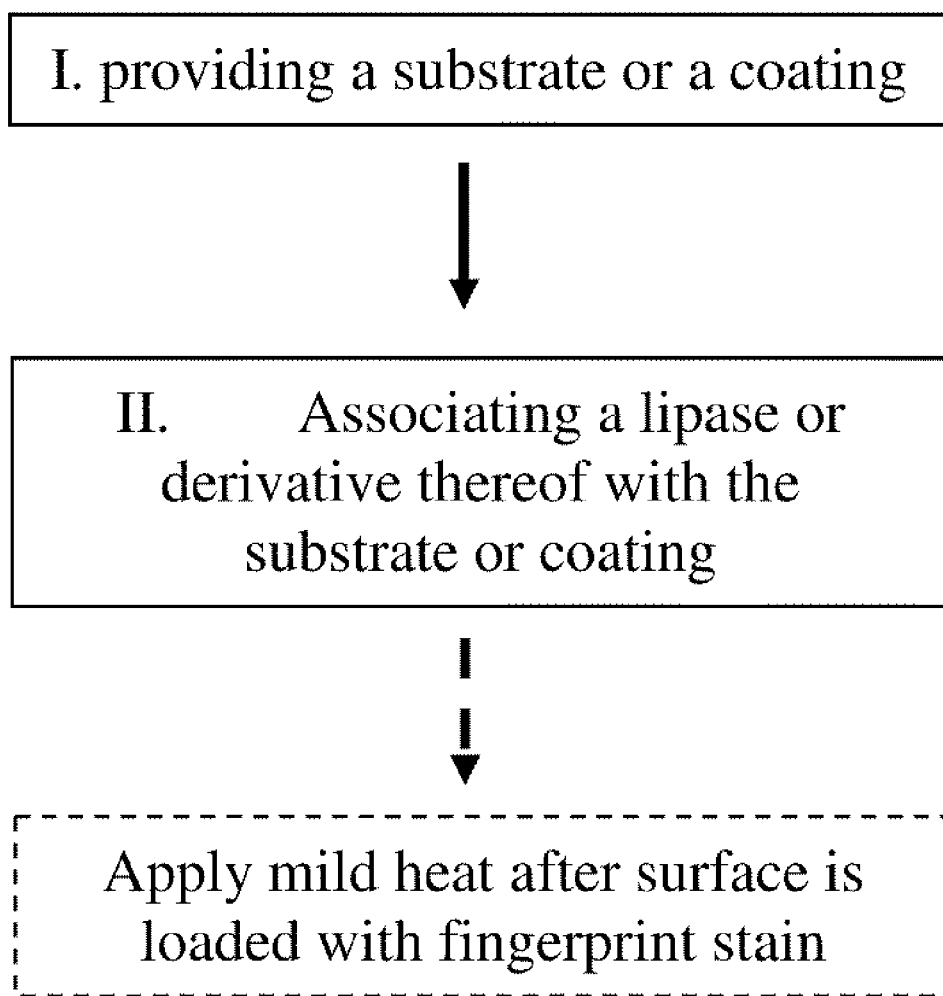 I. providing a substrate or a coating
II. Associating a lipase or
derivative thereof with the
substrate or coating
Apply mild heat after surface is
loaded with fingerprint stain